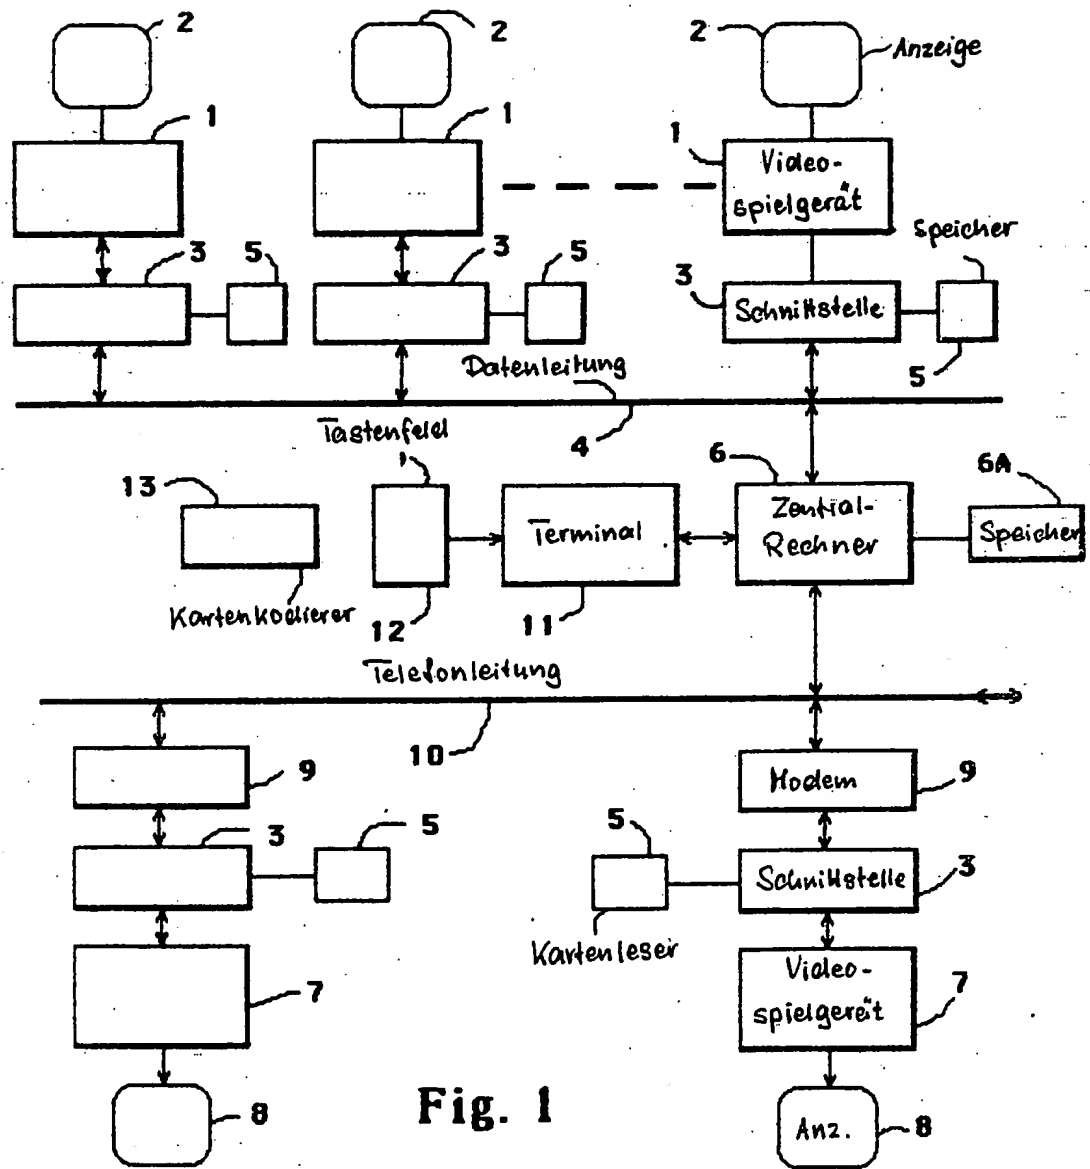 2
2
2
Anzeige
1
1
1
Video-
spielgerät
speicher
3
5
3
5
3
Schnittstelle
5
Datenleitung
4
Tastenfeld
6
6A
13
Zentral-
Rechner
Speicher
Terminal
Kartenkodierer
12
11
Telefonleitung
10
9
Modem
9
3
5
5
Schnittstelle
3
Kartenleser
7
Video-
spielgerät
7
8
Fig. 1
Anz.
8